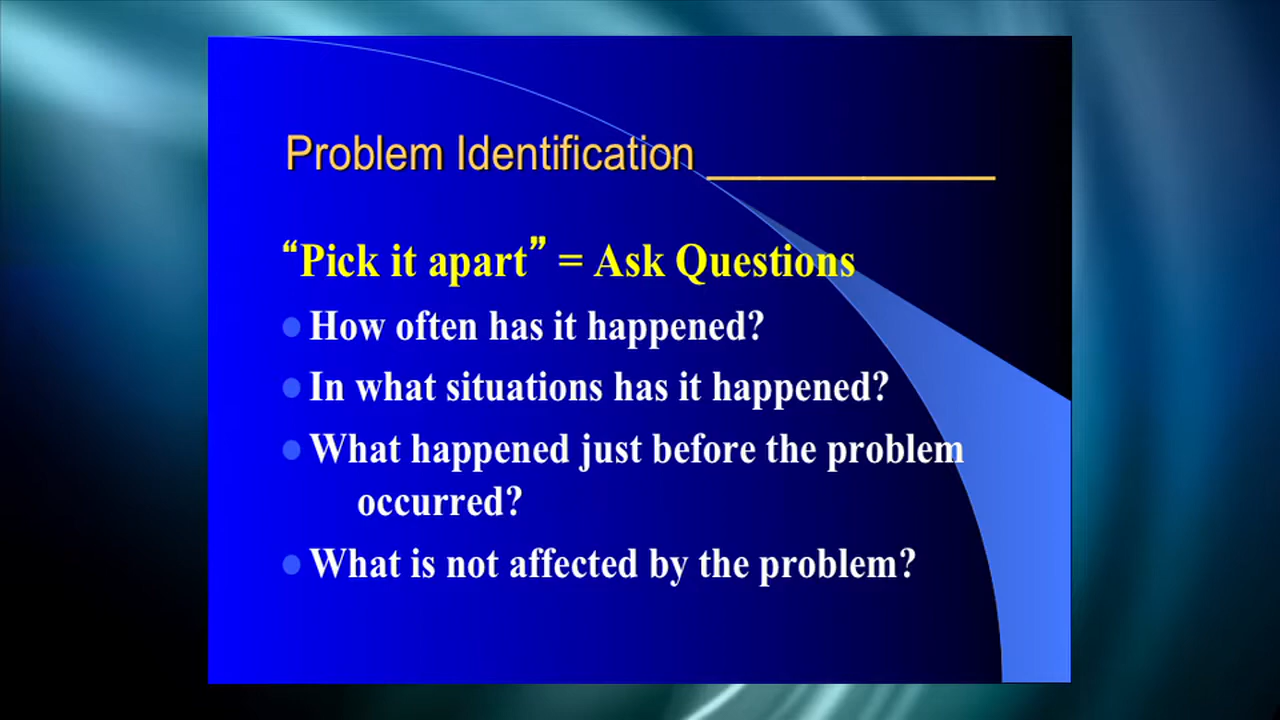 Problem Identification ____________
“Pick it apart” = Ask Questions
How often has it happened?
In what situations has it happened?
What happened just before the problem
occurred?
What is not affected by the problem?